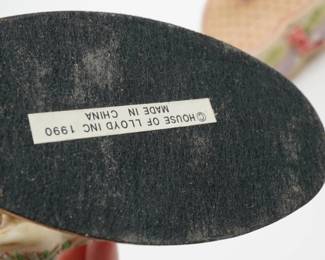 ©HOUSE OF LLOYD INC 1990
MADE IN CHINA